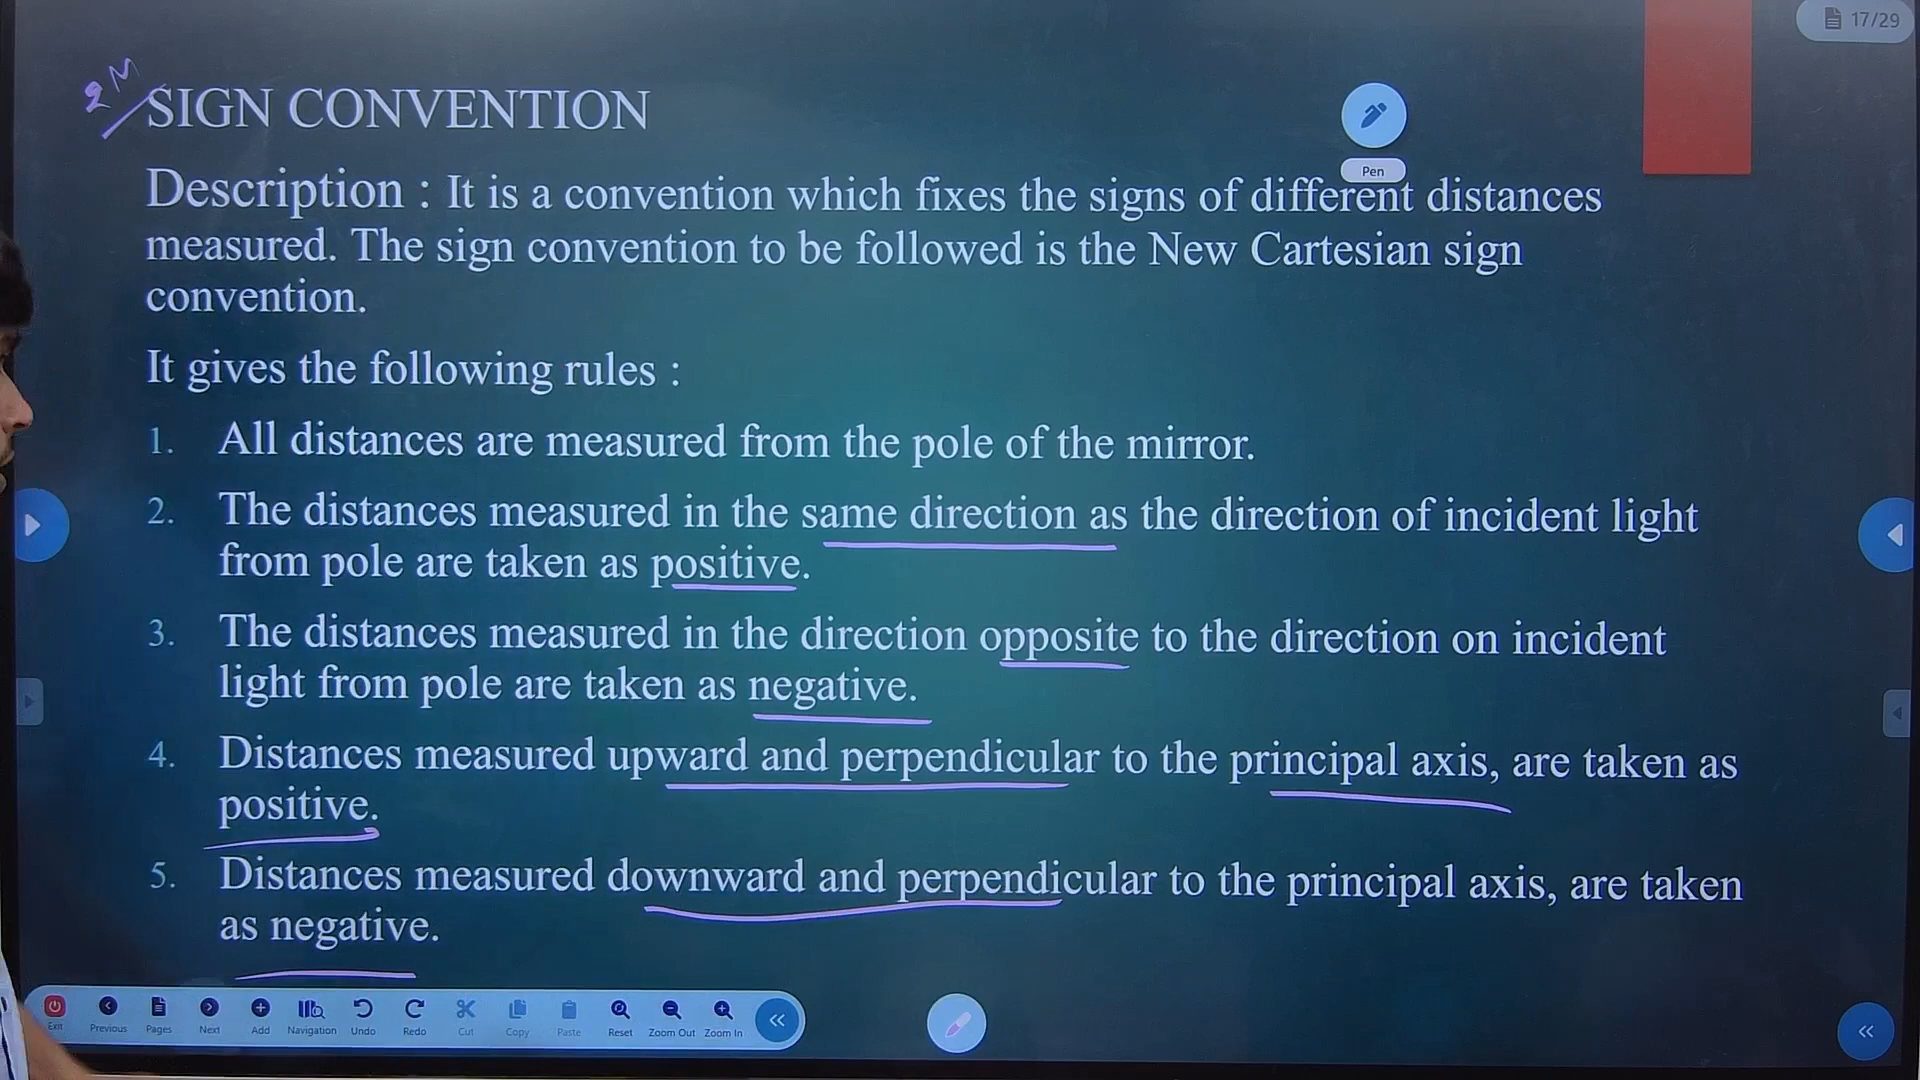 17/29
2M
SIGN CONVENTION
Pen
Description : It is a convention which fixes the signs of different distances
measured. The sign convention to be followed is the New Cartesian sign
convention.
It gives the following rules :
1. All distances are measured from the pole of the mirror.
2. The distances measured in the same direction as the direction of incident light
from pole are taken as positive.
3. The distances measured in the direction opposite to the direction on incident
light from pole are taken as negative.
4. Distances measured upward and perpendicular to the principal axis, are taken as
positive.
5. Distances measured downward and perpendicular to the principal axis, are taken
as negative.
Exit Previous Pages Next Add Navigation Undo Redo Cut Copy Paste Reset Zoom Out Zoom In